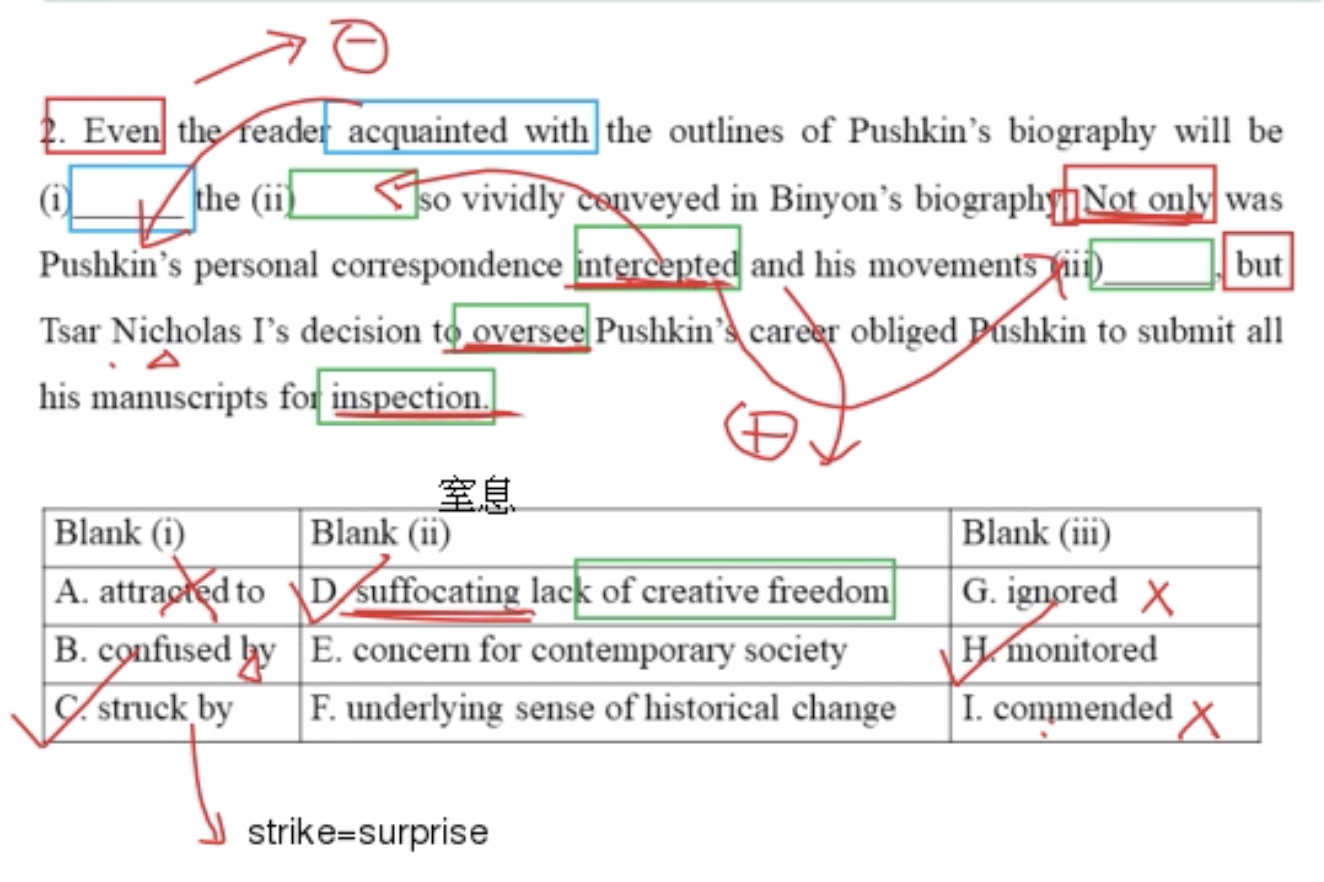 2. Even the reader acquainted with the outlines of Pushkin's biography will be
(i)________ the (ii) so vividly conveyed in Binyon's biography: Not only was
Pushkin's personal correspondence intercepted and his movements (iii)________, but
Tsar Nicholas I's decision to oversee Pushkin's career obliged Pushkin to submit all
his manuscripts for inspection.
窒息
Blank (i) Blank (ii) Blank (iii)
A. attracted to D. suffocating lack of creative freedom G. ignored
B. confused by E. concern for contemporary society H. monitored
C. struck by F. underlying sense of historical change I. commended
strike=surprise